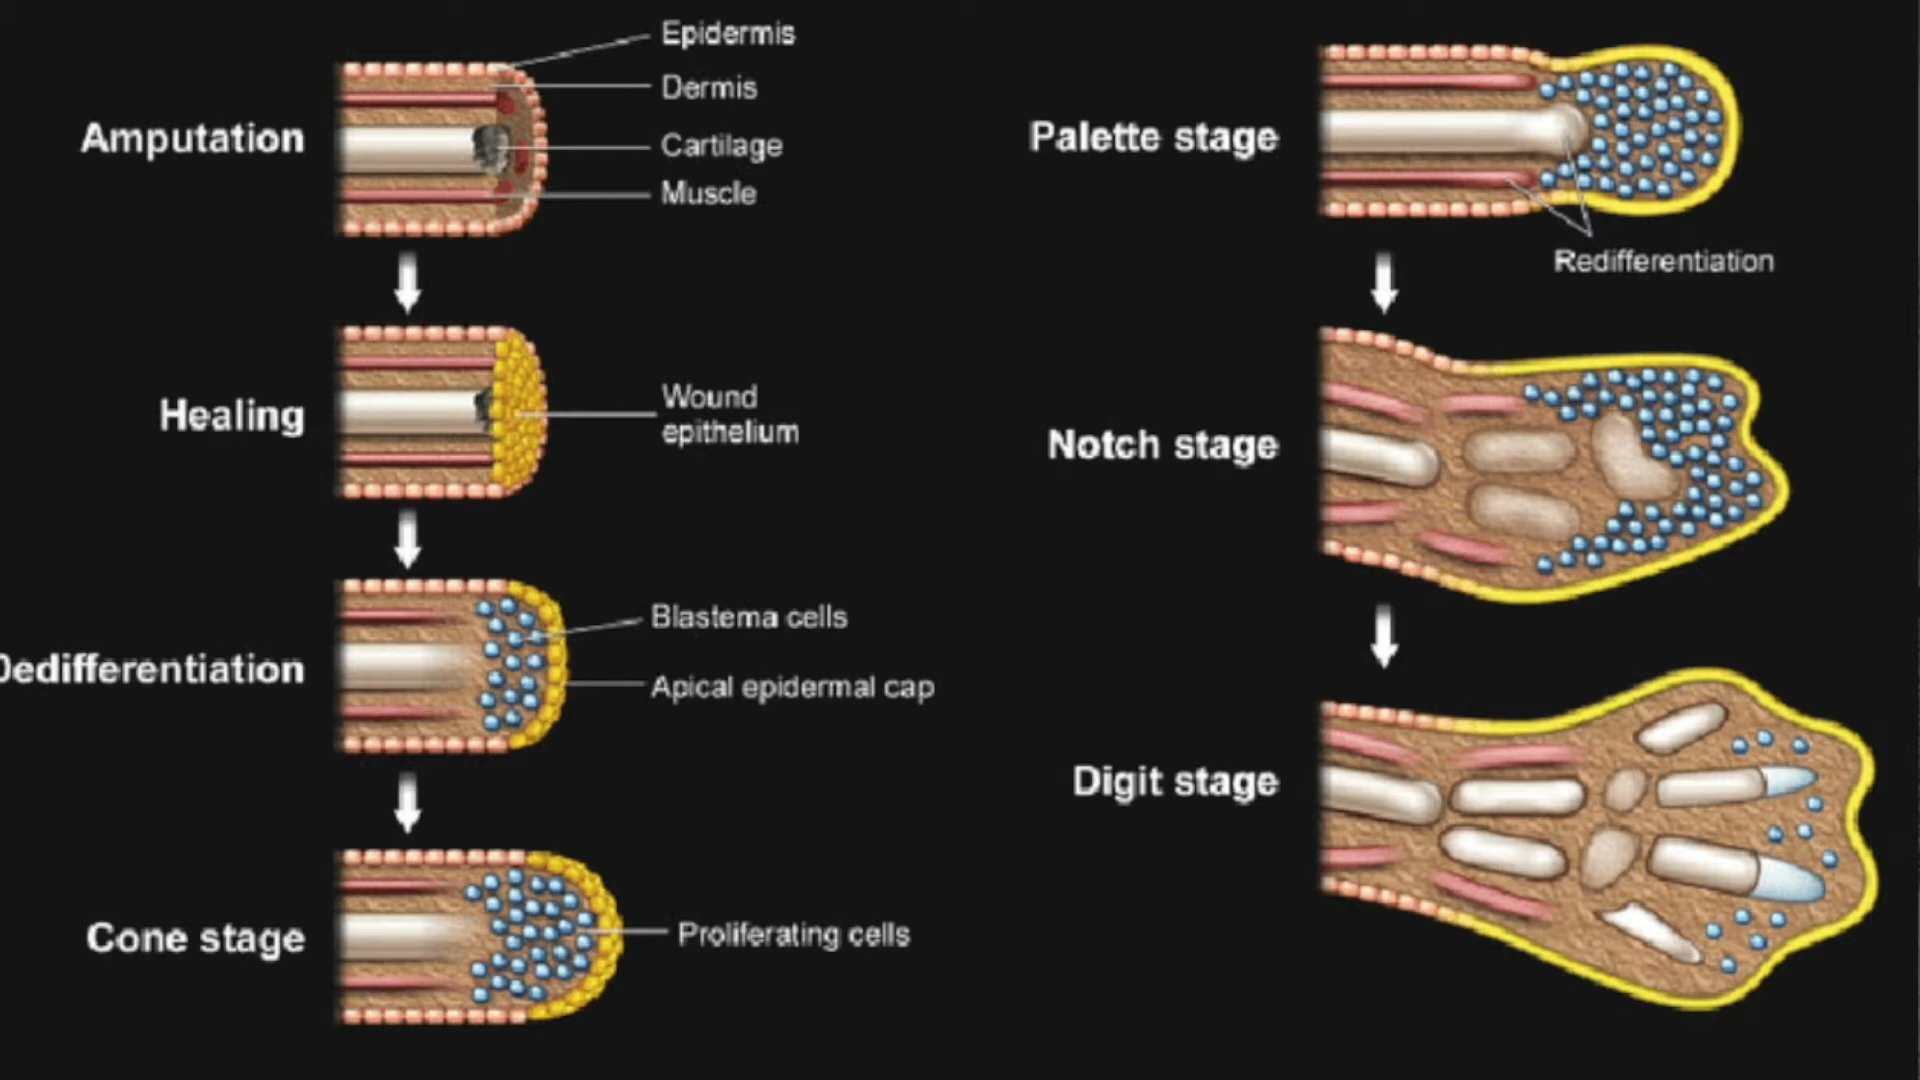 Epidermis
Dermis
Amputation
Cartilage
Muscle
Healing
Wound
epithelium
Blastema cells
Dedifferentiation
Apical epidermal cap
Cone stage
Proliferating cells
Palette stage
Redifferentiation
Notch stage
Digit stage